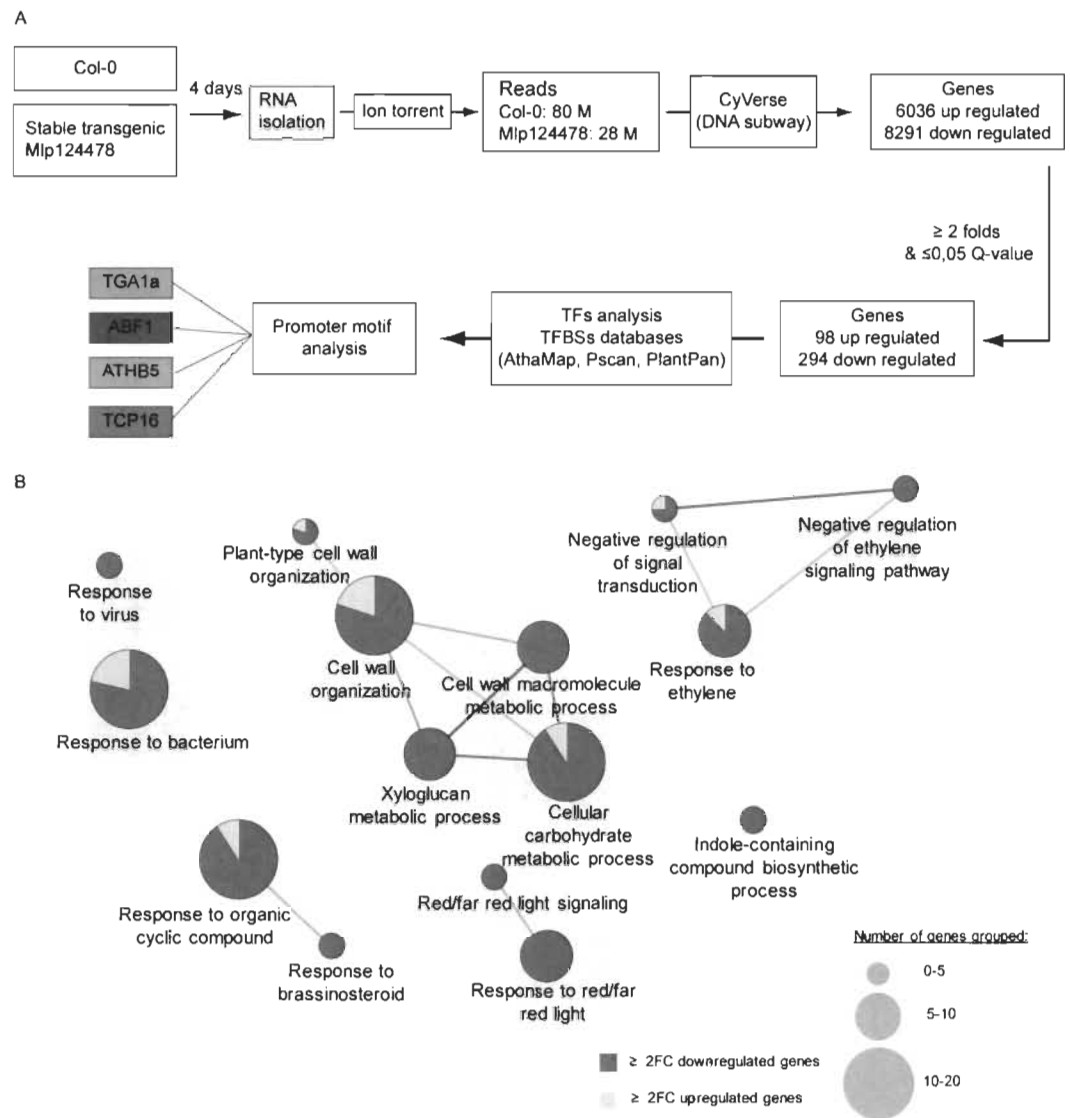 A
Col-0
Stable transgenic
Mlp124478
4 days
RNA
isolation
Ion torrent
Reads
Col-0: 80 M
Mlp124478: 28 M
CyVerse
(DNA subway)
Genes
6036 up regulated
8291 down regulated
≥ 2 folds
& ≤0,05 Q-value
Genes
98 up regulated
294 down regulated
TFs analysis
TFBSs databases
(AthaMap, Pscan, PlantPan)
Promoter motif
analysis
TGA1a
ABF1
ATHB5
TCP16
B
Response
to virus
Response to bacterium
Plant-type cell wall
organization
Cell wall
organization
Cell wall macromolecule
metabolic process
Xyloglucan
metabolic process
Cellular
carbohydrate
metabolic process
Negative regulation
of signal
transduction
Negative regulation
of ethylene
signaling pathway
Response to
ethylene
Indole-containing
compound biosynthetic
process
Response to organic
cyclic compound
Response to
brassinosteroid
Red/far red light signaling
Response to red/far
red light
Number of genes grouped:
0-5
5-10
10-20
≥ 2FC downregulated genes
≥ 2FC upregulated genes